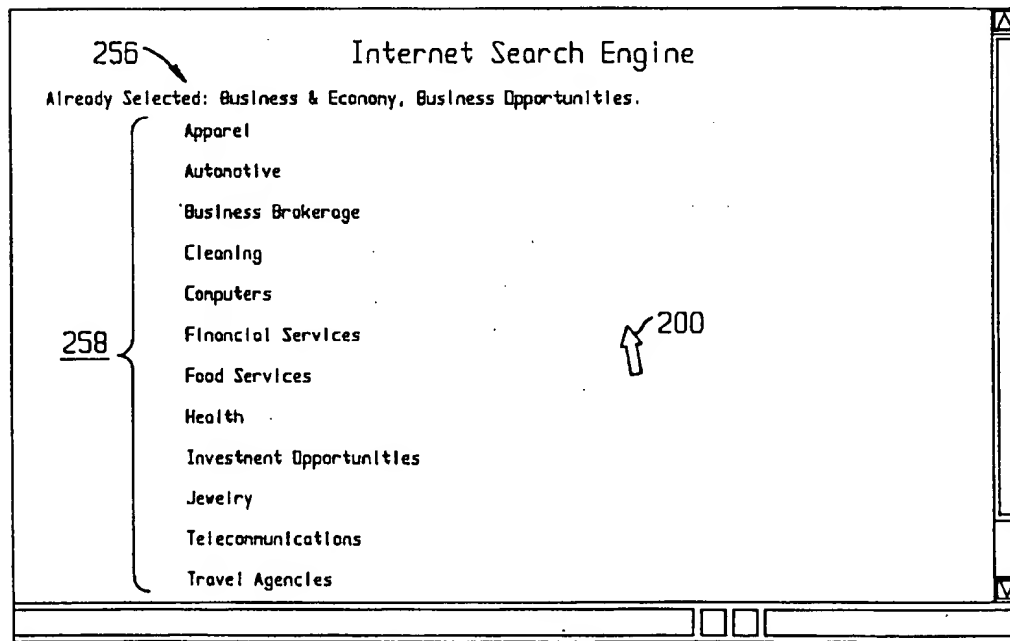 256
Internet Search Engine
Already Selected: Business & Economy, Business Opportunities.
Apparel
Automotive
Business Brokerage
Cleaning
Computers
258
Financial Services
200
Food Services
Health
Investment Opportunities
Jewelry
Telecommunications
Travel Agencies